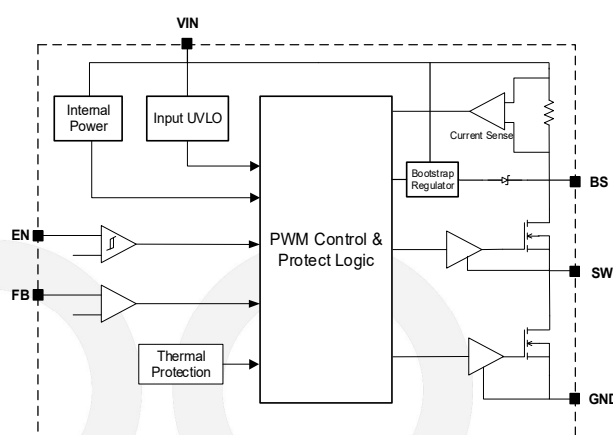 VIN
Internal
Power
Input UVLO
Current Sense
Bootstrap
Regulator
BS
EN
PWM Control &
Protect Logic
SW
FB
Thermal
Protection
GND